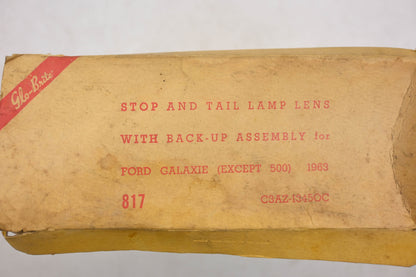 Glo-Brite
STOP AND TAIL LAMP LENS
WITH BACK-UP ASSEMBLY for
FORD GALAXIE (EXCEPT 500) 1963
817 C3AZ-13450C